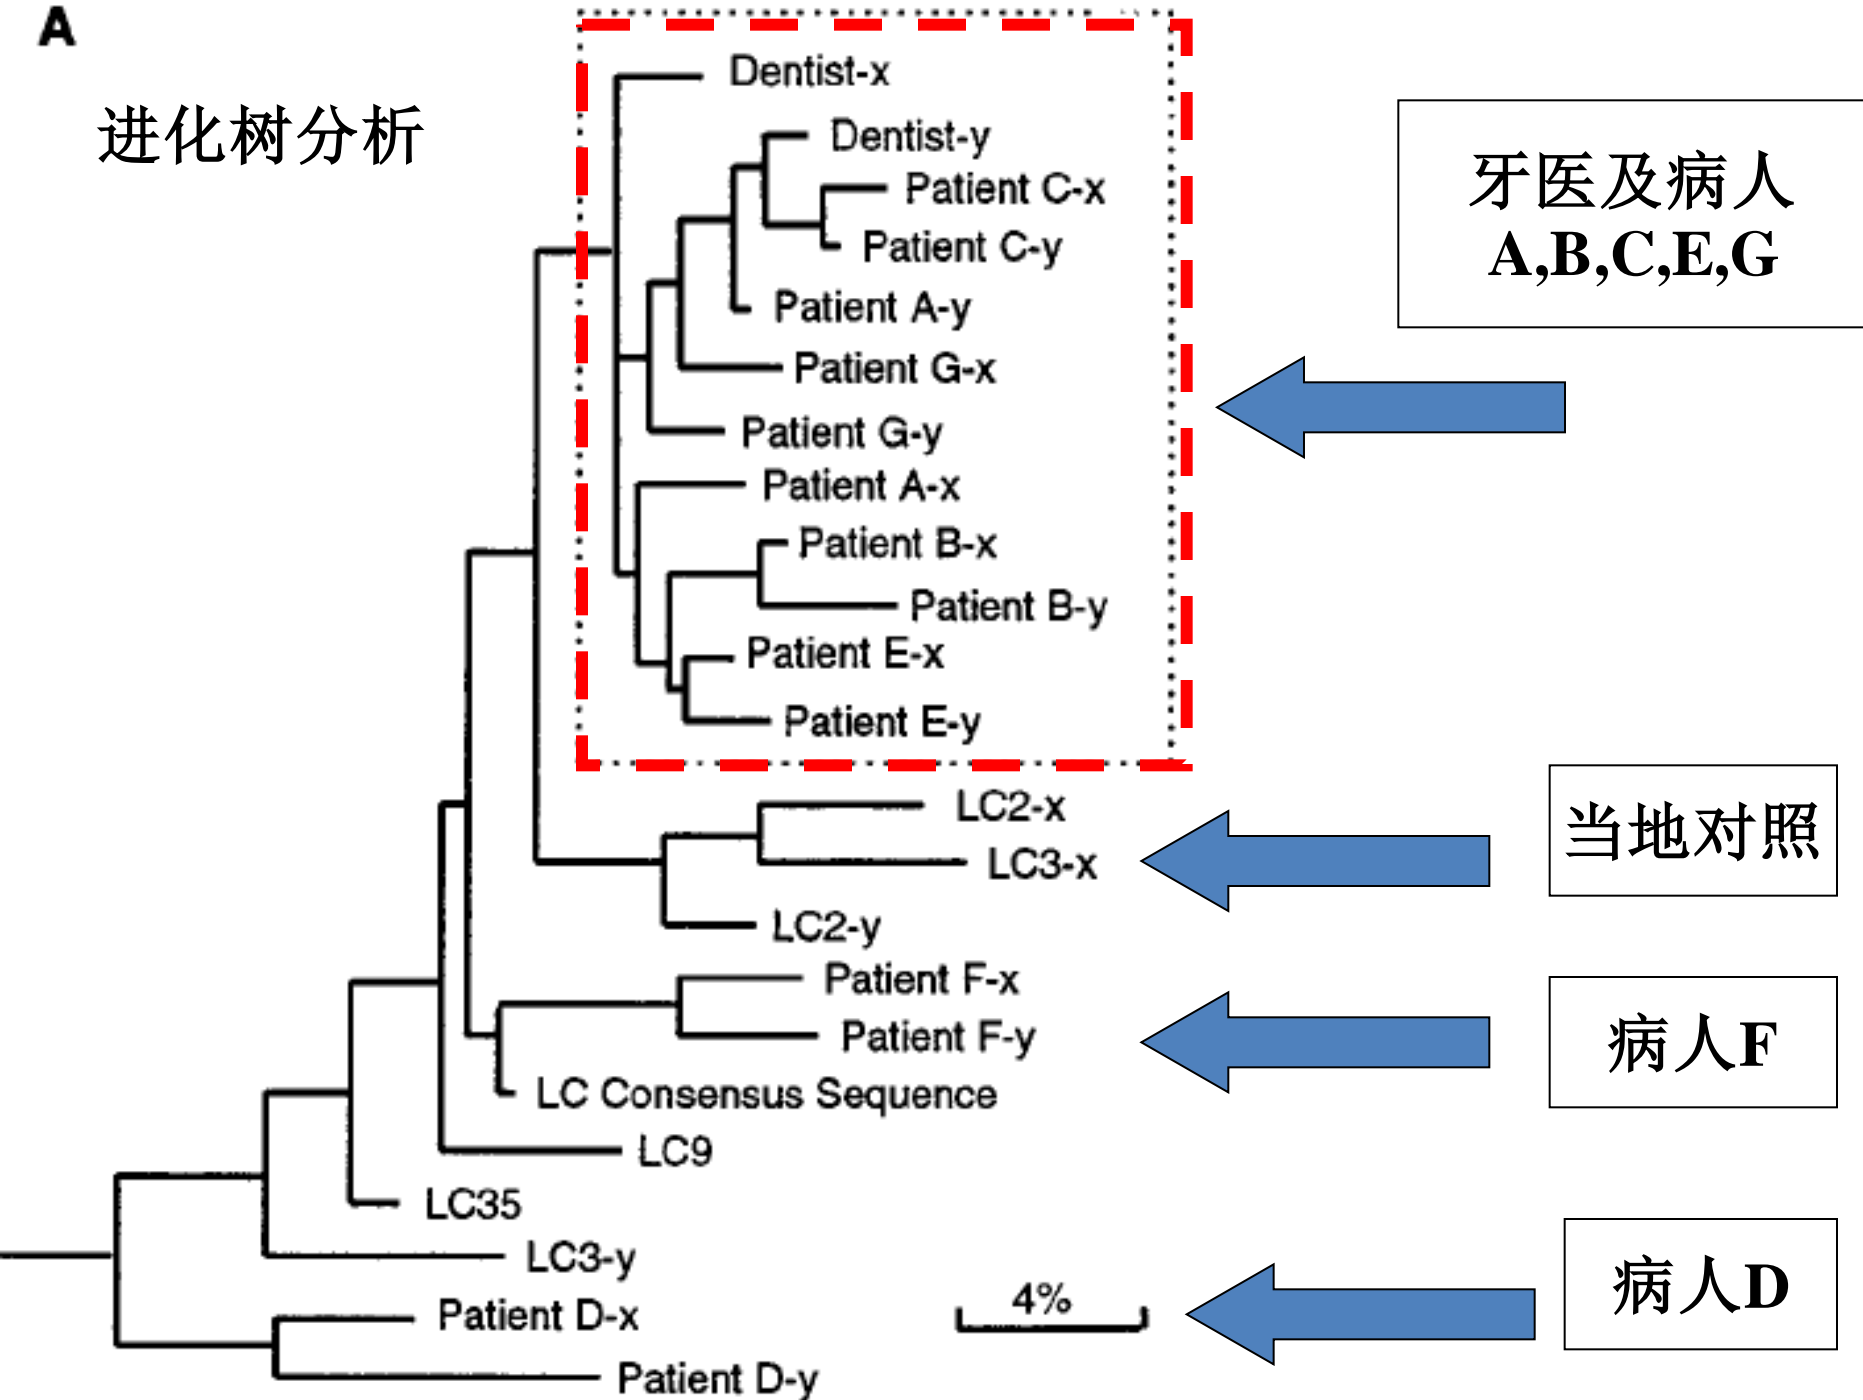 A
进化树分析
Dentist-x
Dentist-y
Patient C-x
Patient C-y
Patient A-y
Patient G-x
Patient G-y
Patient A-x
Patient B-x
Patient B-y
Patient E-x
Patient E-y
牙医及病人
A,B,C,E,G
LC2-x
LC3-x
LC2-y
当地对照
Patient F-x
Patient F-y
病人F
LC Consensus Sequence
LC9
LC35
LC3-y
Patient D-x
Patient D-y
4%
病人D